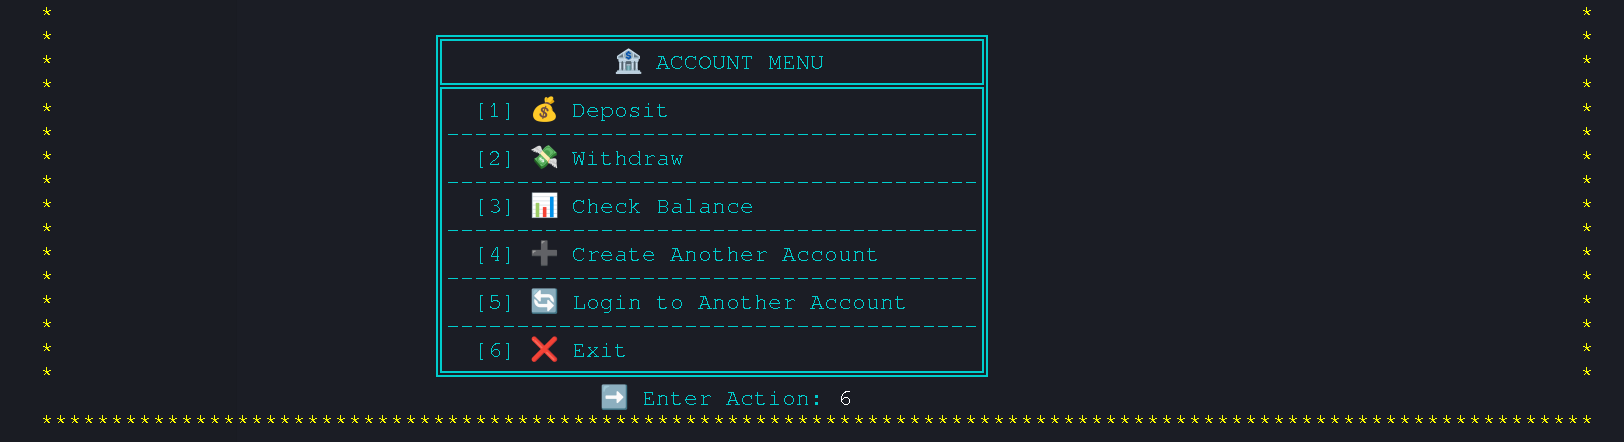 🏦 ACCOUNT MENU
[1] 💰 Deposit
[2] 💸 Withdraw
[3] 📊 Check Balance
[4] ➕ Create Another Account
[5] 🔄 Login to Another Account
[6] ❌ Exit
➡️ Enter Action: 6